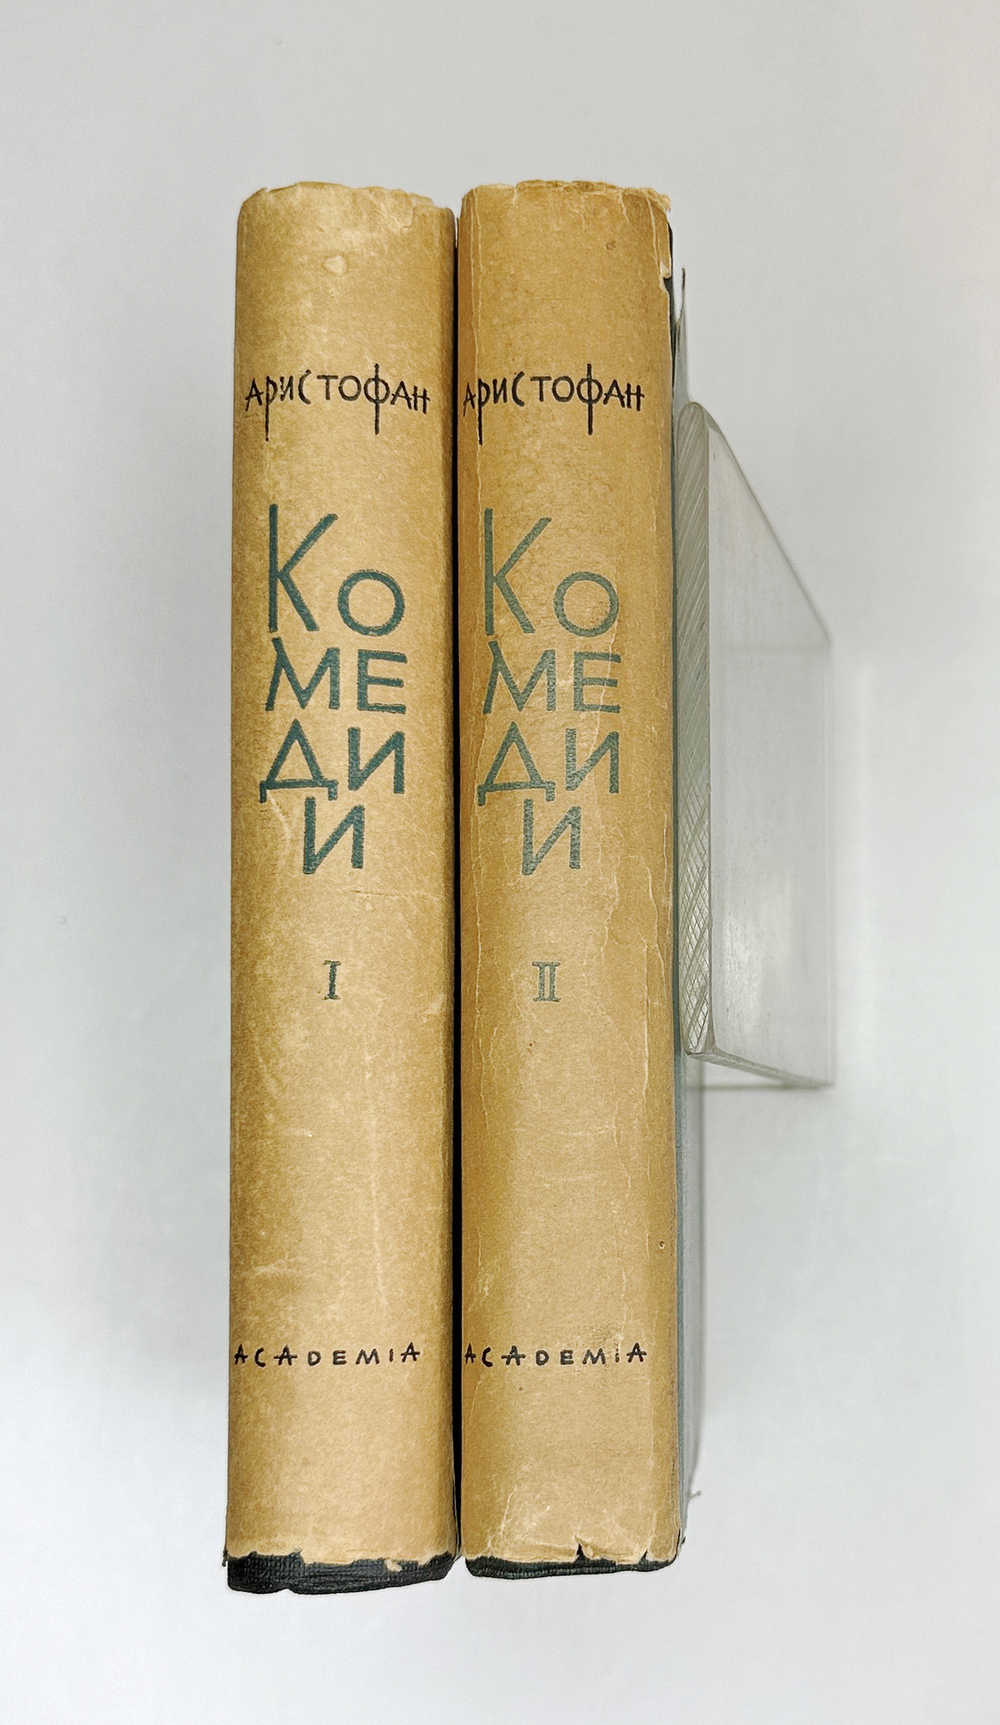 Аристофан
Ко
ме
ди
и
I
ACADEMIA
Аристофан
Ко
ме
ди
и
II
ACADEMIA